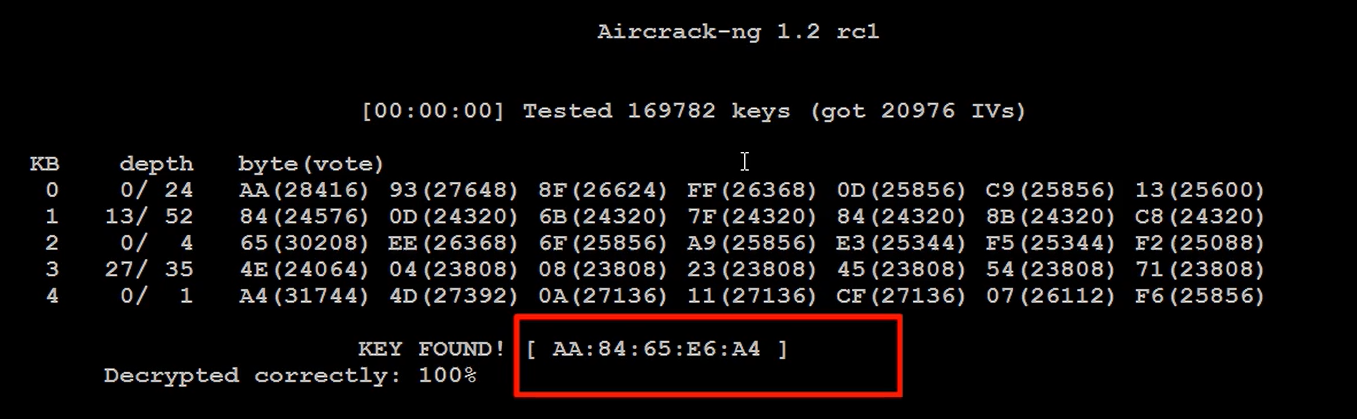 Aircrack-ng 1.2 rc1
[00:00:00] Tested 169782 keys (got 20976 IVs)
KB depth byte(vote)
0 0/ 24 AA(28416) 93(27648) 8F(26624) FF(26368) 0D(25856) C9(25856) 13(25600)
1 13/ 52 84(24576) 0D(24320) 6B(24320) 7F(24320) 84(24320) 8B(24320) C8(24320)
2 0/ 4 65(30208) EE(26368) 6F(25856) A9(25856) E3(25344) F5(25344) F2(25088)
3 27/ 35 4E(24064) 04(23808) 08(23808) 23(23808) 45(23808) 54(23808) 71(23808)
4 0/ 1 A4(31744) 4D(27392) 0A(27136) 11(27136) CF(27136) 07(26112) F6(25856)
KEY FOUND! [ AA:84:65:E6:A4 ]
Decrypted correctly: 100%